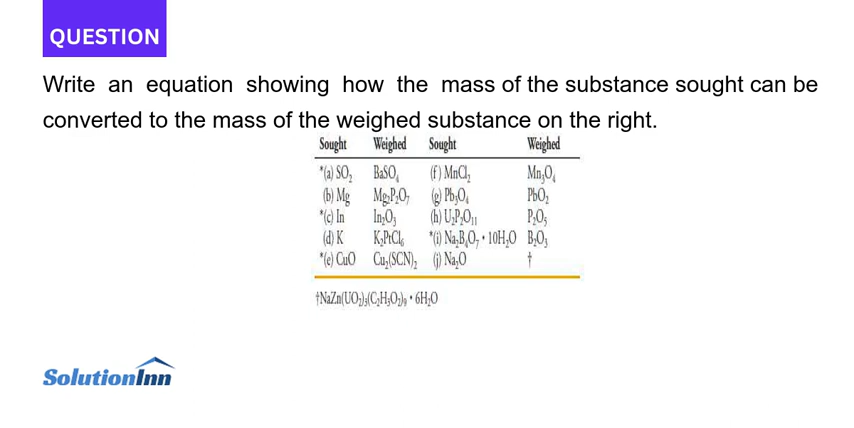 QUESTION
Write an equation showing how the mass of the substance sought can be
converted to the mass of the weighed substance on the right.
Sought Weighed Sought Weighed
*(a) SO₂ BaSO₄ (f) MnCl₂ Mn₃O₄
(b) Mg Mg₂P₂O₇ (g) Pb₃O₄ PbO₂
*(c) In In₂O₃ (h) U₂P₂O₁₁ P₂O₅
(d) K K₂PtCl₆ *(i) Na₂B₄O₇ • 10H₂O B₂O₃
*(e) CuO Cu₂(SCN)₂ (j) Na₂O †
†NaZn(UO₂)₃(C₂H₃O₂)₉ • 6H₂O
SolutionInn